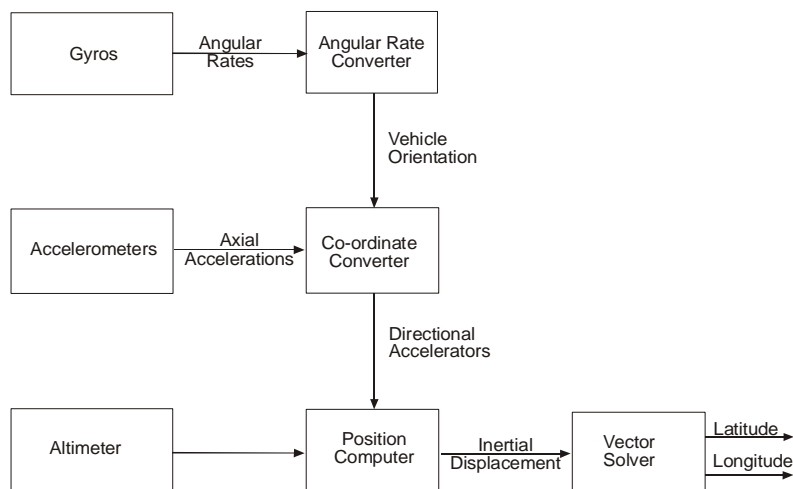 Gyros
Angular
Rates
Angular Rate
Converter
Vehicle
Orientation
Accelerometers
Axial
Accelerations
Co-ordinate
Converter
Directional
Accelerators
Altimeter
Position
Computer
Inertial
Displacement
Vector
Solver
Latitude
Longitude